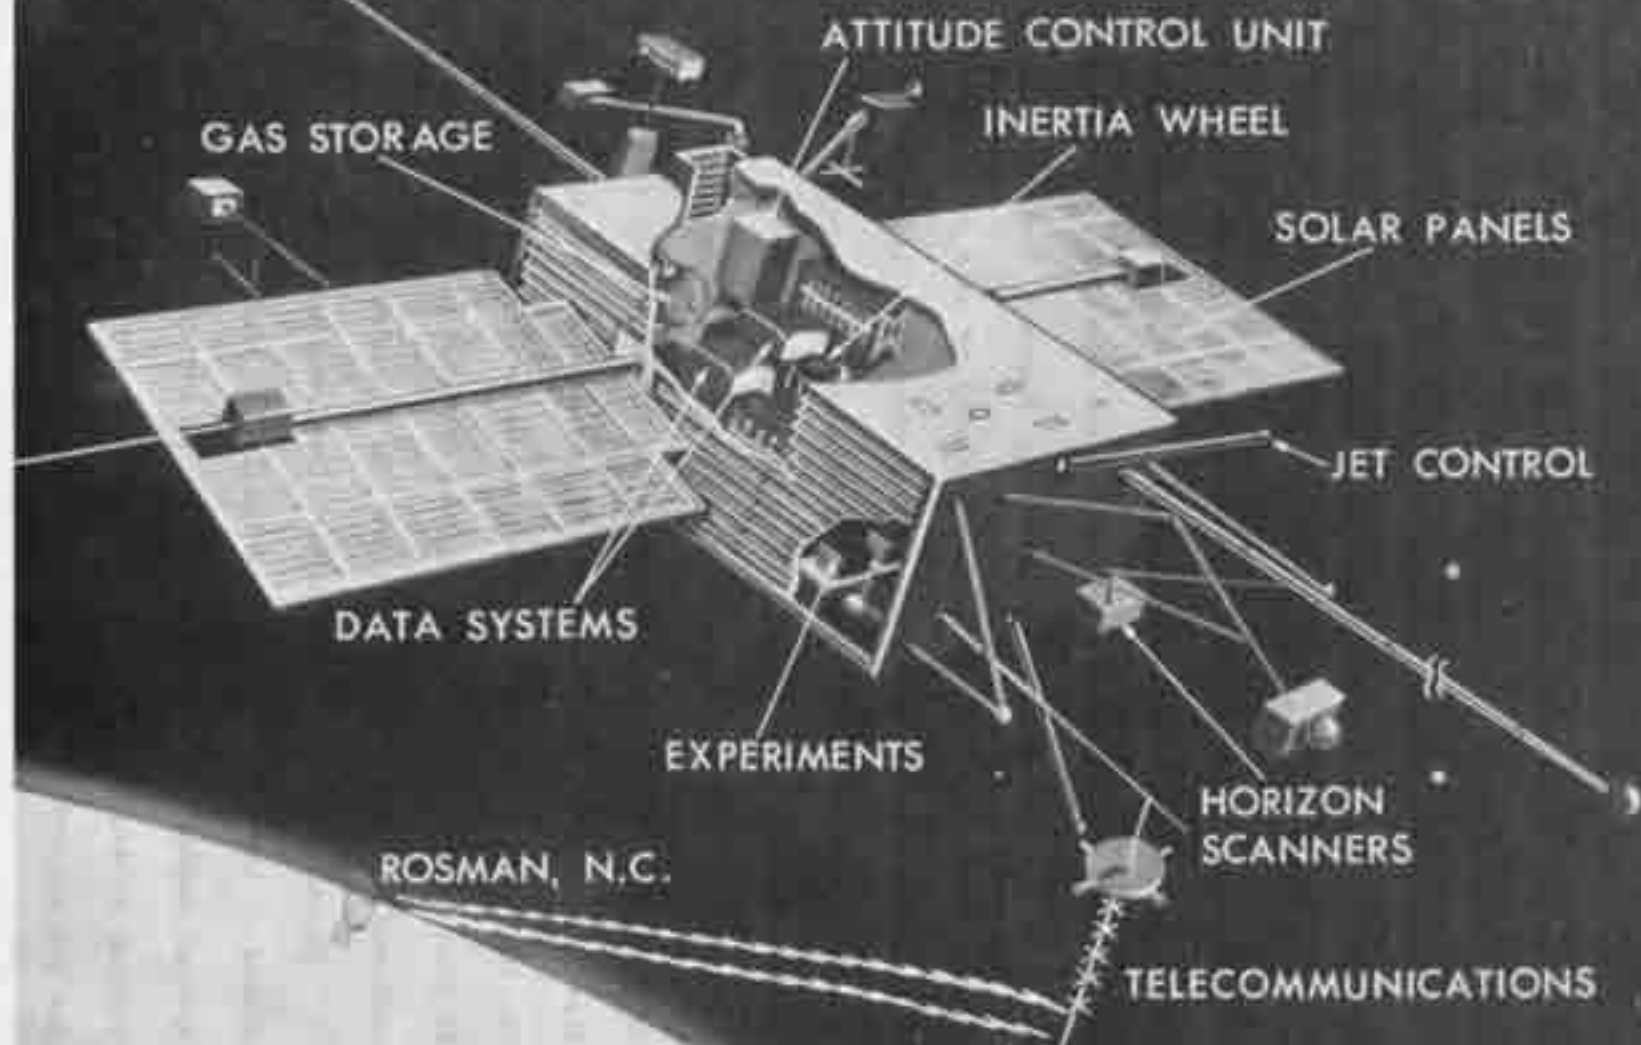 ATTITUDE CONTROL UNIT
GAS STORAGE
INERTIA WHEEL
SOLAR PANELS
JET CONTROL
DATA SYSTEMS
EXPERIMENTS
HORIZON
SCANNERS
ROSMAN, N.C.
TELECOMMUNICATIONS